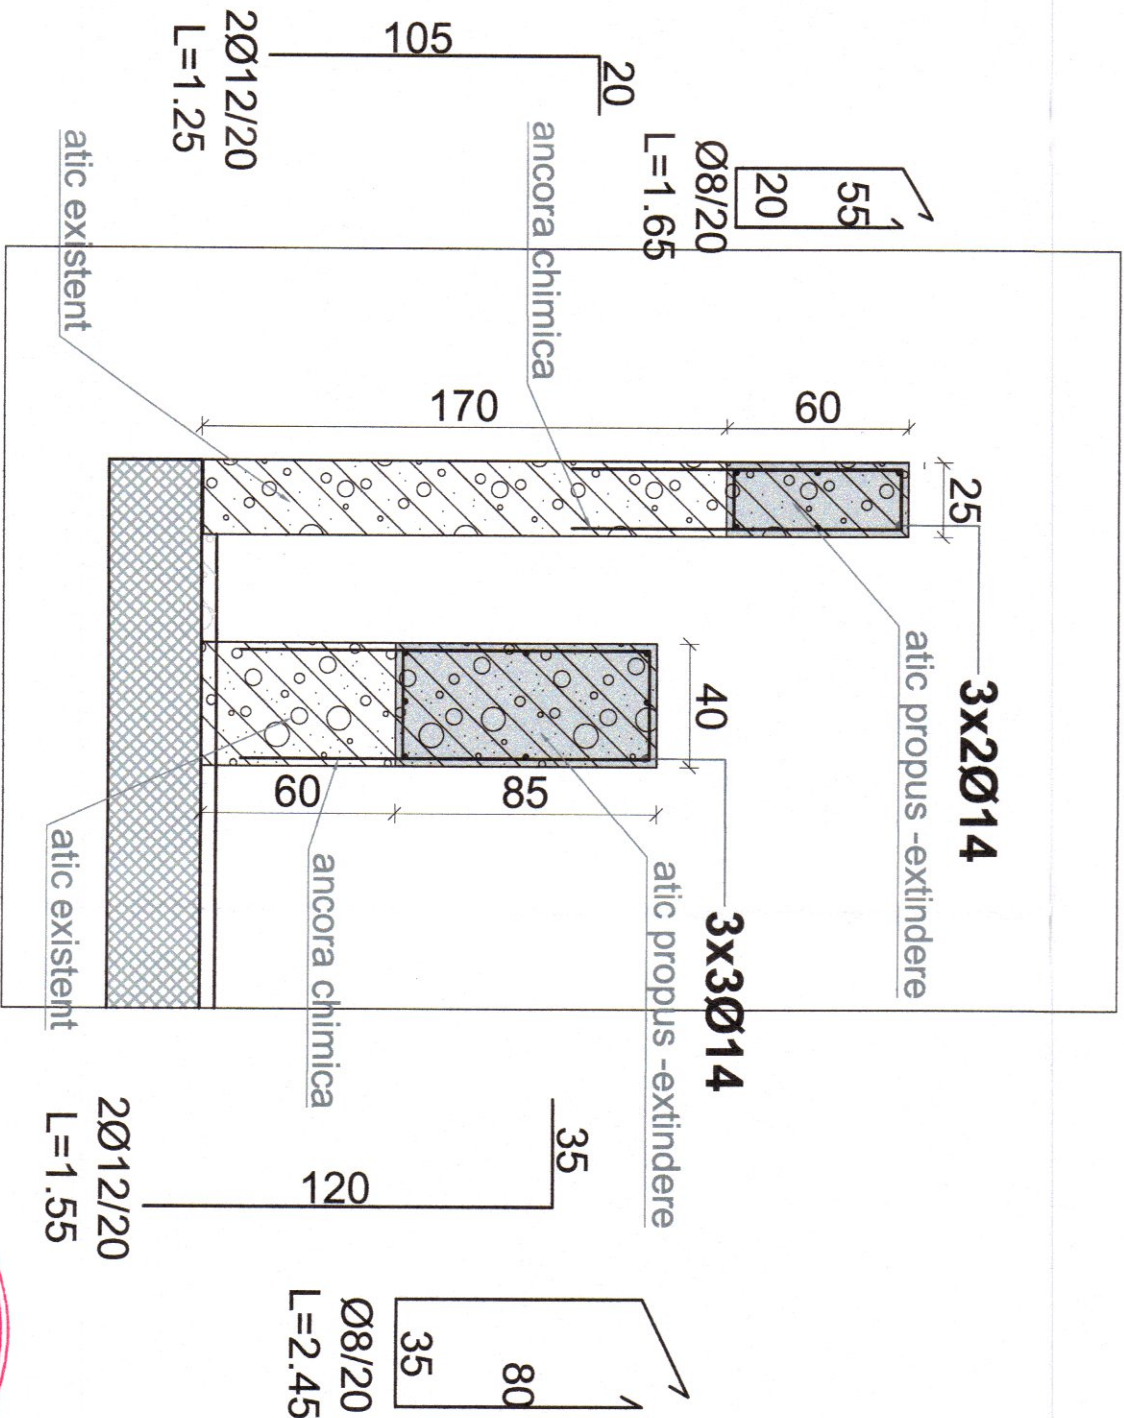 105
20
2Ø12/20
L=1.25
55
20
Ø8/20
L=1.65
ancora chimica
atic existent
170
60
25
3x2Ø14
atic propus -extindere
40
60
85
3x3Ø14
atic propus -extindere
ancora chimica
atic existent
35
120
2Ø12/20
L=1.55
80
35
Ø8/20
L=2.45